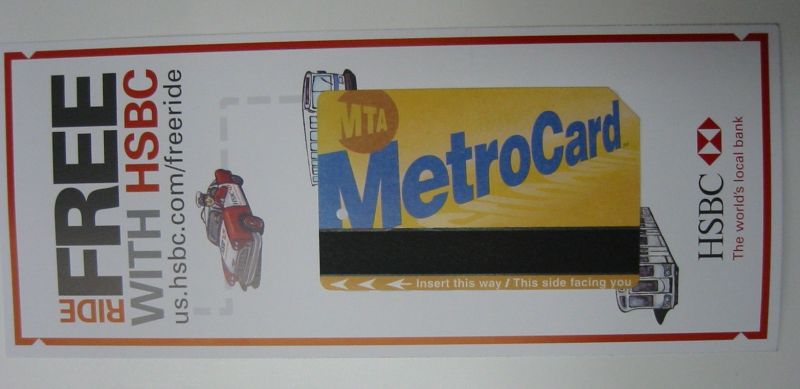 RIDE FREE
WITH HSBC
us.hsbc.com/freeride
MTA
MetroCard
Insert this way / This side facing you
HSBC
The world's local bank